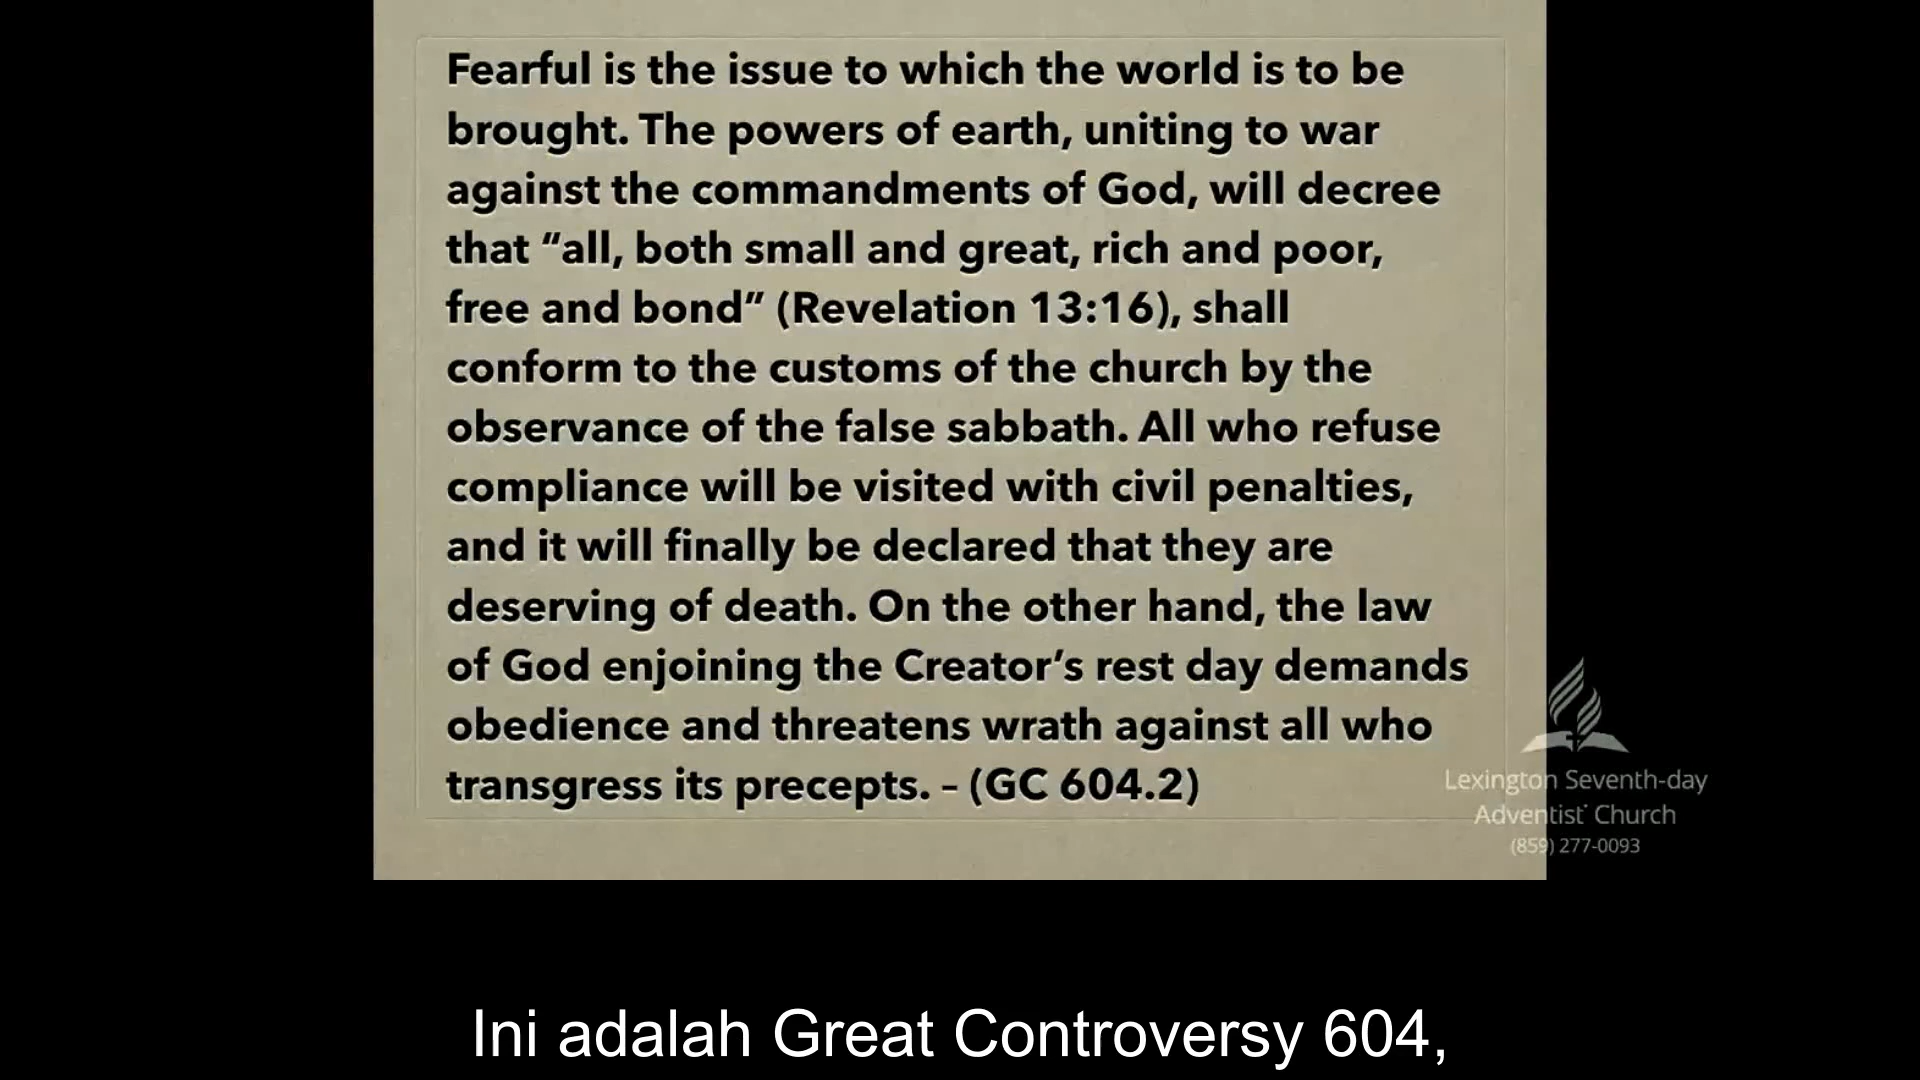 Fearful is the issue to which the world is to be
brought. The powers of earth, uniting to war
against the commandments of God, will decree
that “all, both small and great, rich and poor,
free and bond” (Revelation 13:16), shall
conform to the customs of the church by the
observance of the false sabbath. All who refuse
compliance will be visited with civil penalties,
and it will finally be declared that they are
deserving of death. On the other hand, the law
of God enjoining the Creator’s rest day demands
obedience and threatens wrath against all who
transgress its precepts. – (GC 604.2)
Lexington Seventh-day
Adventist® Church
(859) 277-0093
Ini adalah Great Controversy 604,